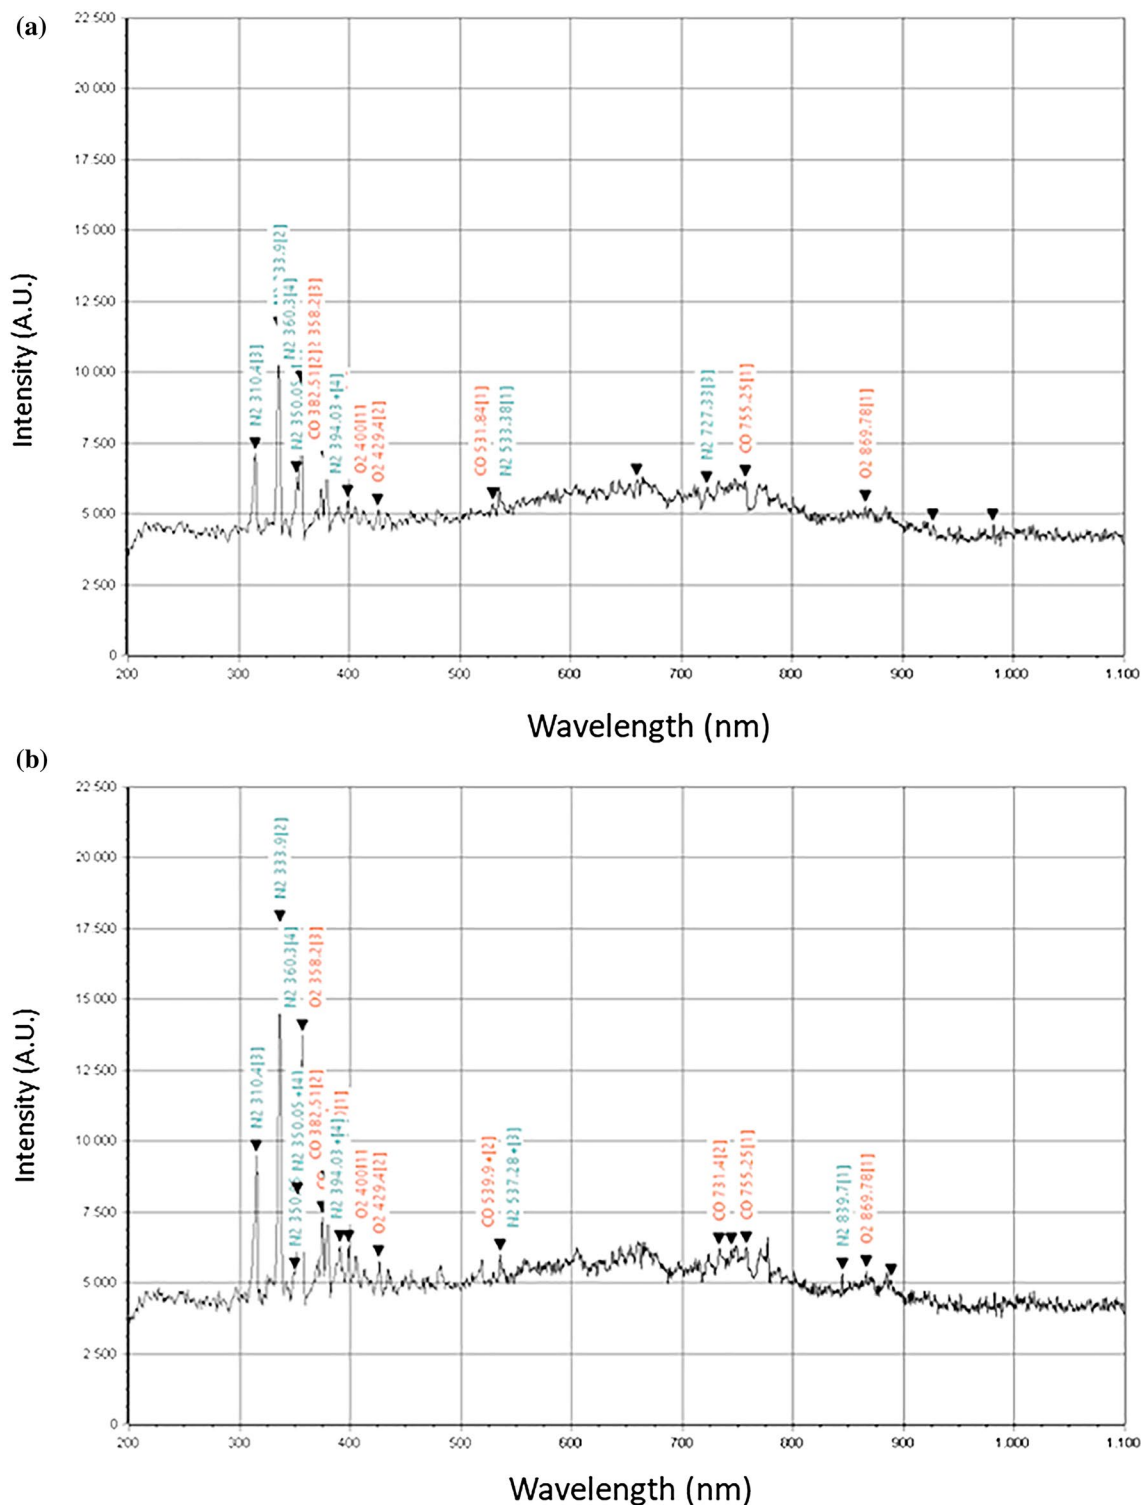 (a)
22 500
20 000
17 500
15 000
12 500
10 000
7 500
5 000
2 500
0
Intensity (A.U.)
N2 310.4[3]
33.9[2]
N2 360.3[4]
N2 350.05
358.2[3]
CO 382.51[2]
N2 394.03 *[4]
O2 400[1]
O2 429.4[2]
CO 531.84[1]
N2 533.38[1]
N2 727.33[3]
CO 755.25[1]
O2 869.78[1]
200 300 400 500 600 700 800 900 1.000 1.100
Wavelength (nm)
(b)
22 500
20 000
17 500
15 000
12 500
10 000
7 500
5 000
2 500
0
Intensity (A.U.)
N2 310.4[3]
N2 333.9[2]
N2 360.3[4]
O2 358.2[3]
N2 350.05 *[4]
CO 382.51[2]
N2 394.03 *[4]
O2 400[1]
O2 429.4[2]
CO 539.9 *[2]
N2 537.28 *[3]
CO 731.4[2]
CO 755.25[1]
N2 839.7[1]
O2 869.78[1]
200 300 400 500 600 700 800 900 1.000 1.100
Wavelength (nm)